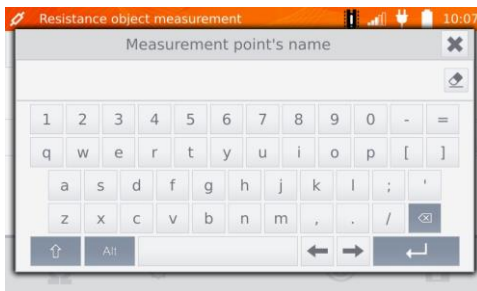 Resistance object measurement 10:07
Measurement point's name
1 2 3 4 5 6 7 8 9 0 - =
q w e r t y u i o p [ ]
a s d f g h j k l ; '
z x c v b n m , . /
Alt